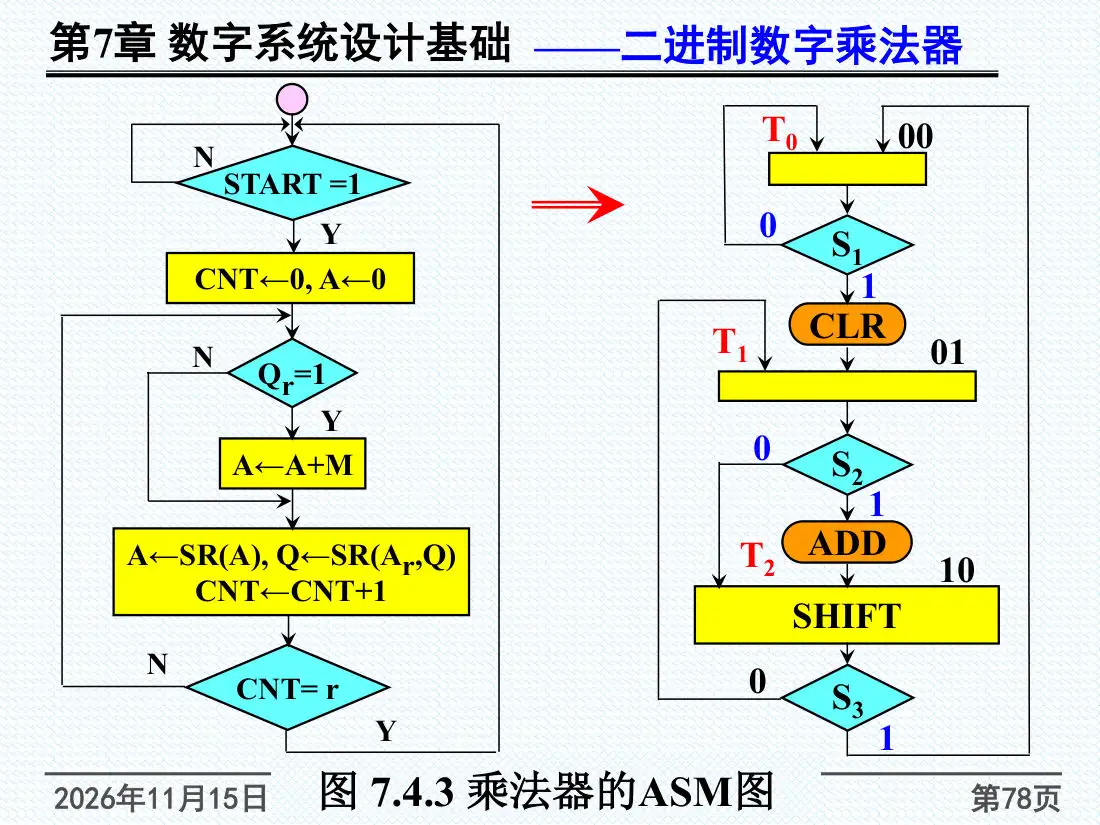 第7章 数字系统设计基础 ——二进制数字乘法器
N
START =1
Y
CNT←0, A←0
N
Qr=1
Y
A←A+M
A←SR(A), Q←SR(Ar,Q)
CNT←CNT+1
N
CNT= r
Y
T0
00
0
S1
1
CLR
T1
01
0
S2
1
ADD
T2
10
SHIFT
0
S3
1
图 7.4.3 乘法器的ASM图
2026年11月15日
第78页